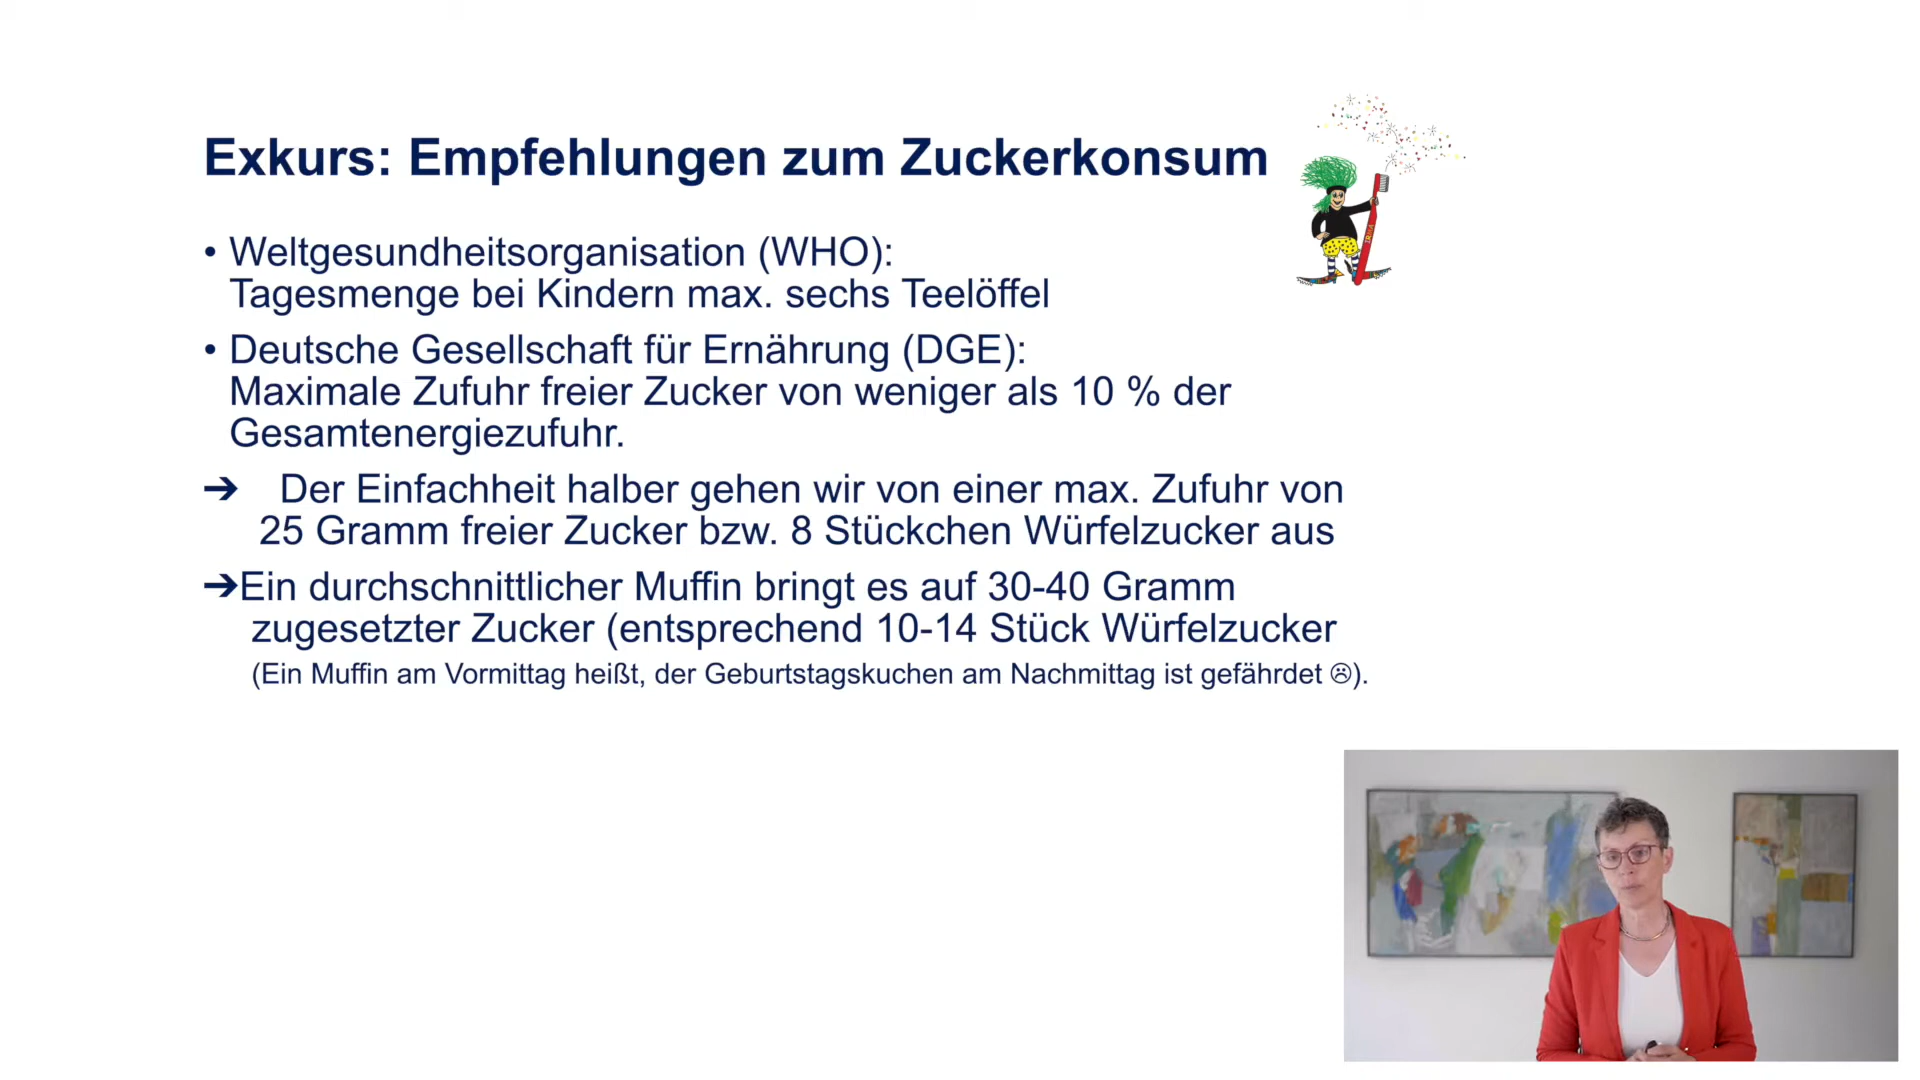 Exkurs: Empfehlungen zum Zuckerkonsum
• Weltgesundheitsorganisation (WHO):
Tagesmenge bei Kindern max. sechs Teelöffel
• Deutsche Gesellschaft für Ernährung (DGE):
Maximale Zufuhr freier Zucker von weniger als 10 % der
Gesamtenergiezufuhr.
➔ Der Einfachheit halber gehen wir von einer max. Zufuhr von
25 Gramm freier Zucker bzw. 8 Stückchen Würfelzucker aus
➔Ein durchschnittlicher Muffin bringt es auf 30-40 Gramm
zugesetzter Zucker (entsprechend 10-14 Stück Würfelzucker
(Ein Muffin am Vormittag heißt, der Geburtstagskuchen am Nachmittag ist gefährdet ☹).